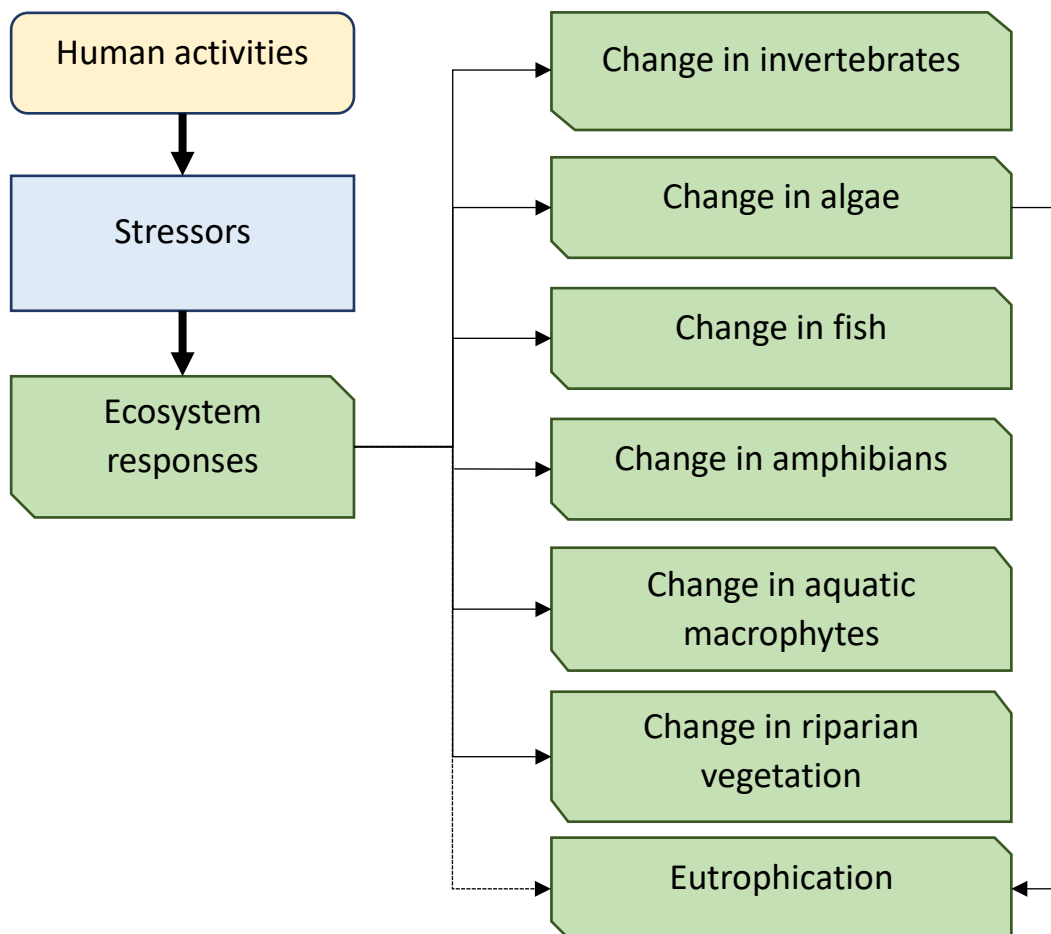 Human activities
Stressors
Ecosystem
responses
Change in invertebrates
Change in algae
Change in fish
Change in amphibians
Change in aquatic
macrophytes
Change in riparian
vegetation
Eutrophication